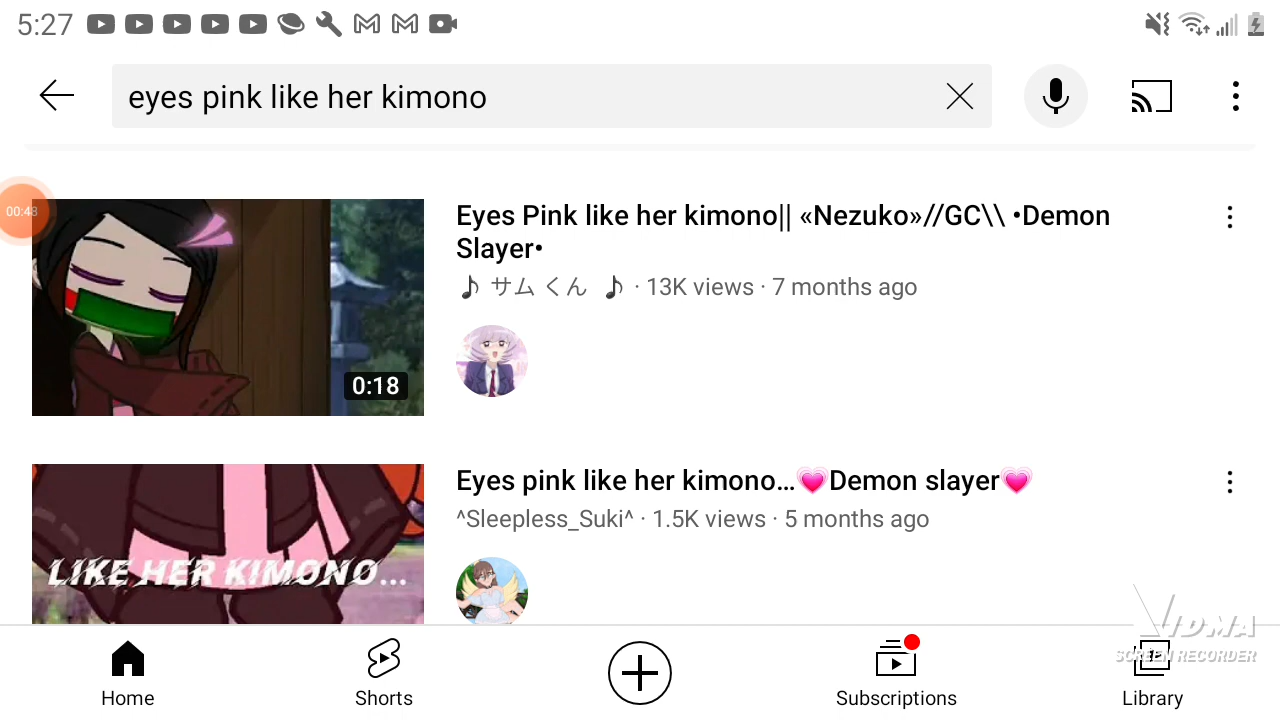 5:27
eyes pink like her kimono
00:48
Eyes Pink like her kimono|| «Nezuko»//GC\\ •Demon
Slayer•
♪ サム くん ♪ · 13K views · 7 months ago
0:18
Eyes pink like her kimono...💗Demon slayer💗
^Sleepless_Suki^ · 1.5K views · 5 months ago
LIKE HER KIMONO...
VIDMA
SCREEN RECORDER
Home
Shorts
Subscriptions
Library